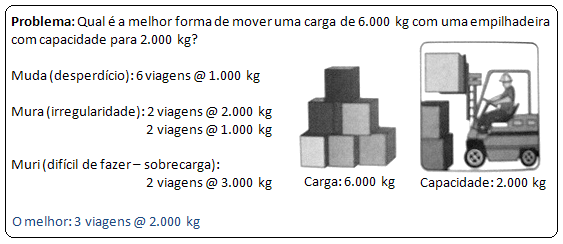 Problema: Qual é a melhor forma de mover uma carga de 6.000 kg com uma empilhadeira
com capacidade para 2.000 kg?
Muda (desperdício): 6 viagens @ 1.000 kg
Mura (irregularidade): 2 viagens @ 2.000 kg
2 viagens @ 1.000 kg
Muri (difícil de fazer – sobrecarga):
2 viagens @ 3.000 kg
Carga: 6.000 kg
Capacidade: 2.000 kg
O melhor: 3 viagens @ 2.000 kg